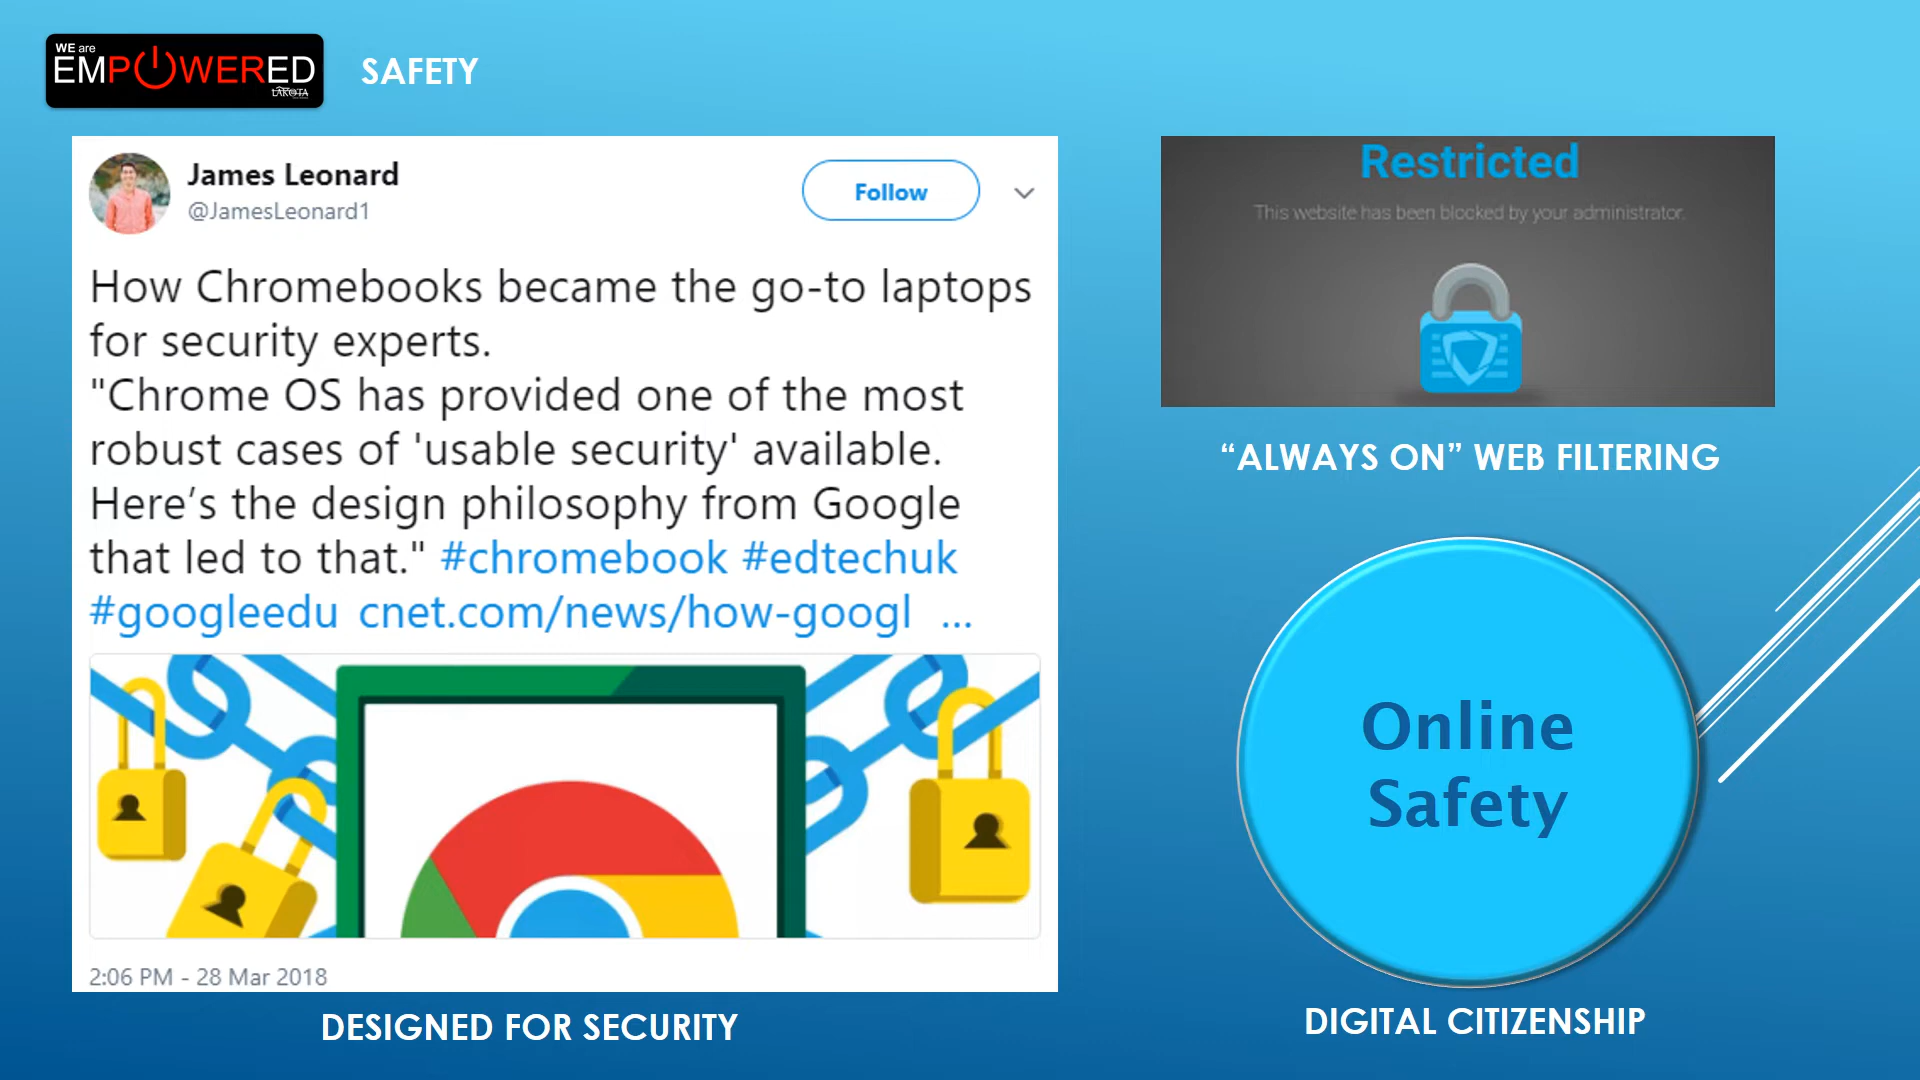 WE are
EMPOWERED
LAKOTA
SAFETY
James Leonard
@JamesLeonard1
Follow
How Chromebooks became the go-to laptops
for security experts.
"Chrome OS has provided one of the most
robust cases of 'usable security' available.
Here’s the design philosophy from Google
that led to that." #chromebook #edtechuk
#googleedu cnet.com/news/how-googl ...
2:06 PM - 28 Mar 2018
DESIGNED FOR SECURITY
Restricted
This website has been blocked by your administrator.
“ALWAYS ON” WEB FILTERING
Online
Safety
DIGITAL CITIZENSHIP